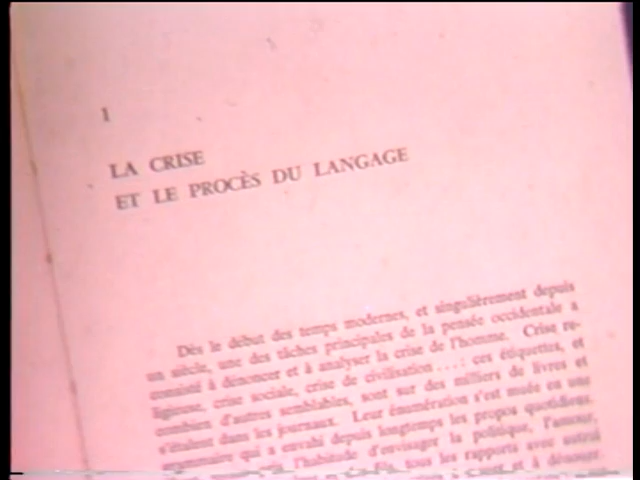 I
LA CRISE
ET LE PROCÈS DU LANGAGE
Dès le début des temps modernes, et singulièrement depuis
un siècle, une des tâches principales de la pensée occidentale a
consisté à dénoncer et à analyser la crise de l'homme. Crise re-
ligieuse, crise sociale, crise de civilisation ...: ces étiquettes, et
combien d'autres semblables, sont sur des milliers de livres et
s'étalent dans les journaux. Leur énumération s'est muée en une
qui a envahi depuis longtemps les propos quotidiens.
l'habitude d'envisager la politique, l'amour,
tous les rapports avec autrui
à dénoncer